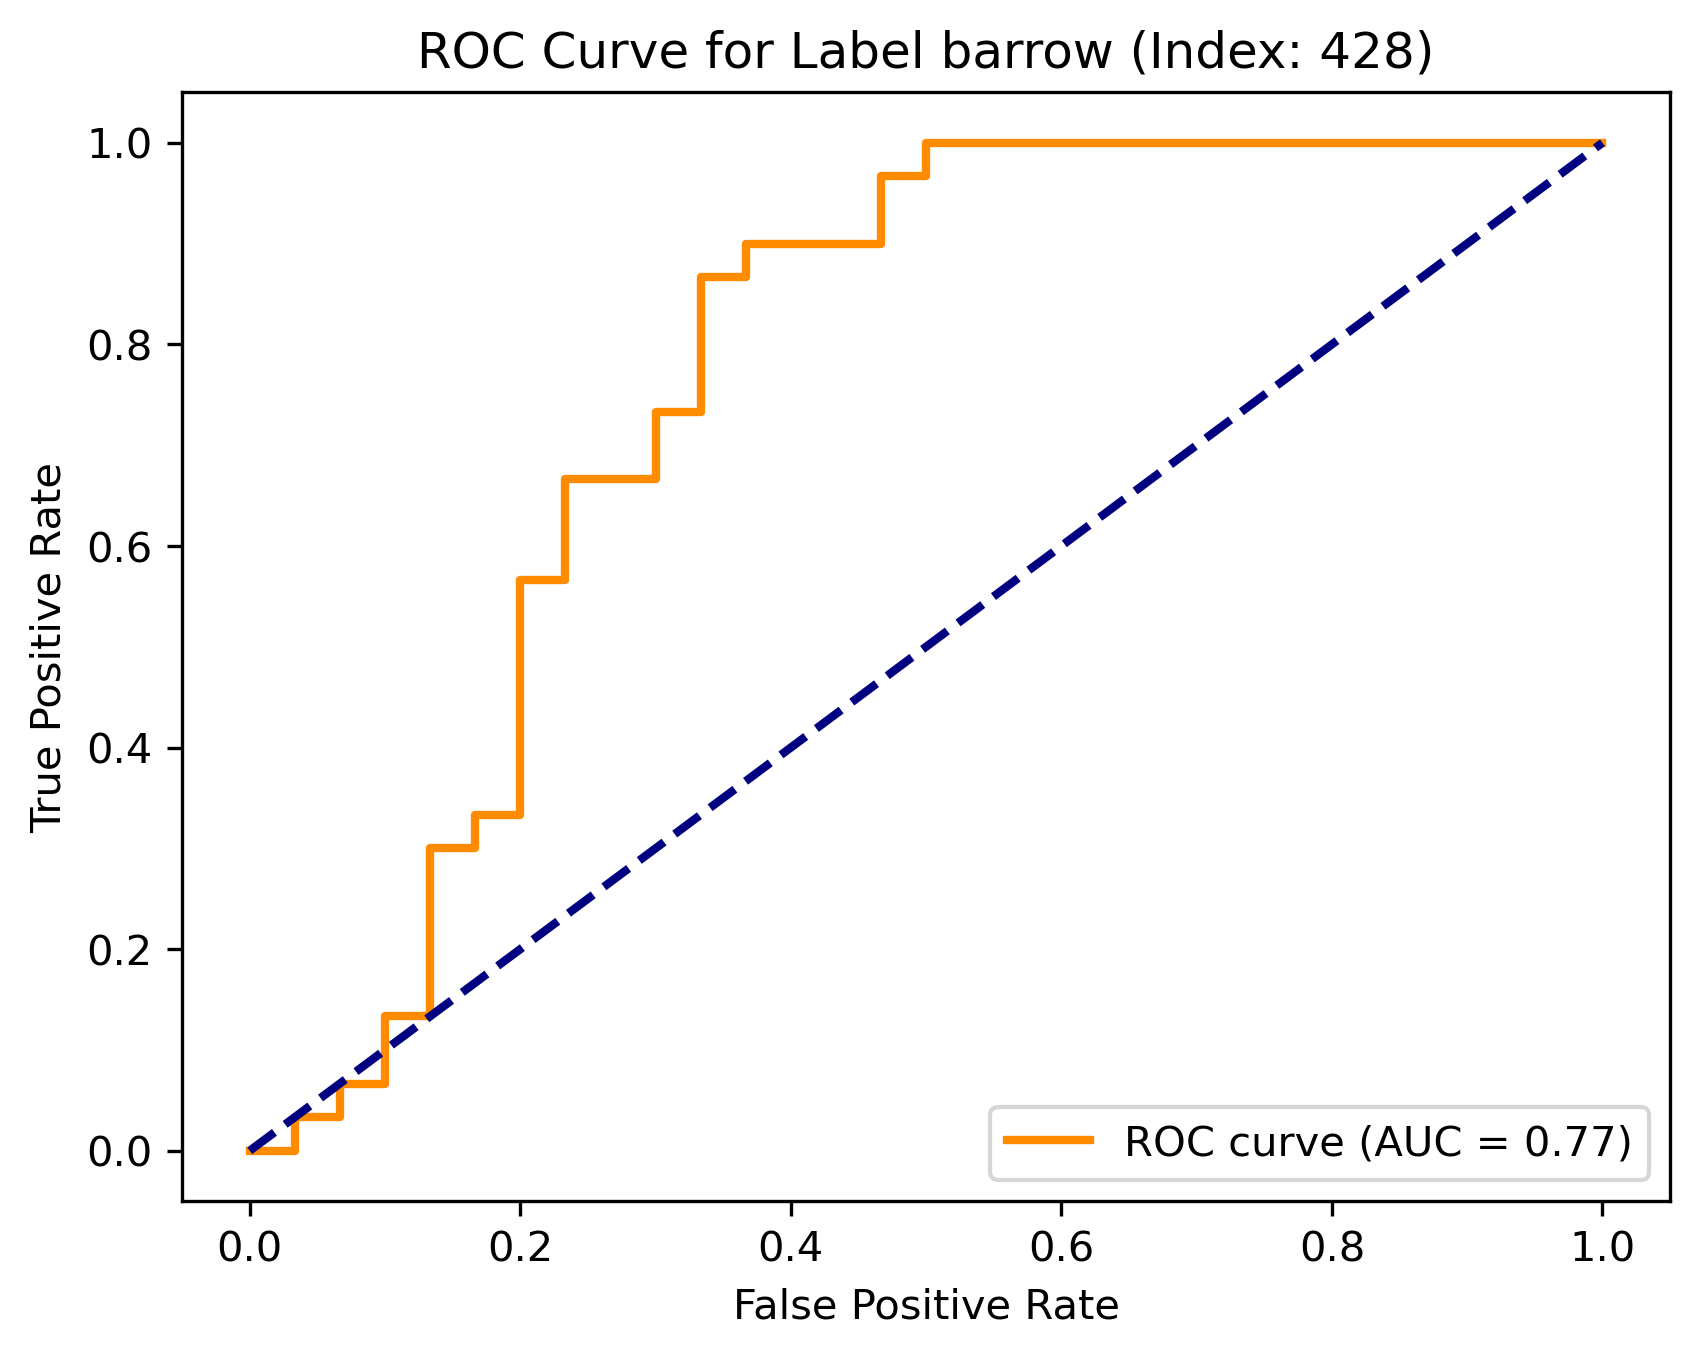 ROC Curve for Label barrow (Index: 428)
True Positive Rate
1.0
0.8
0.6
0.4
0.2
0.0
ROC curve (AUC = 0.77)
0.0 0.2 0.4 0.6 0.8 1.0
False Positive Rate